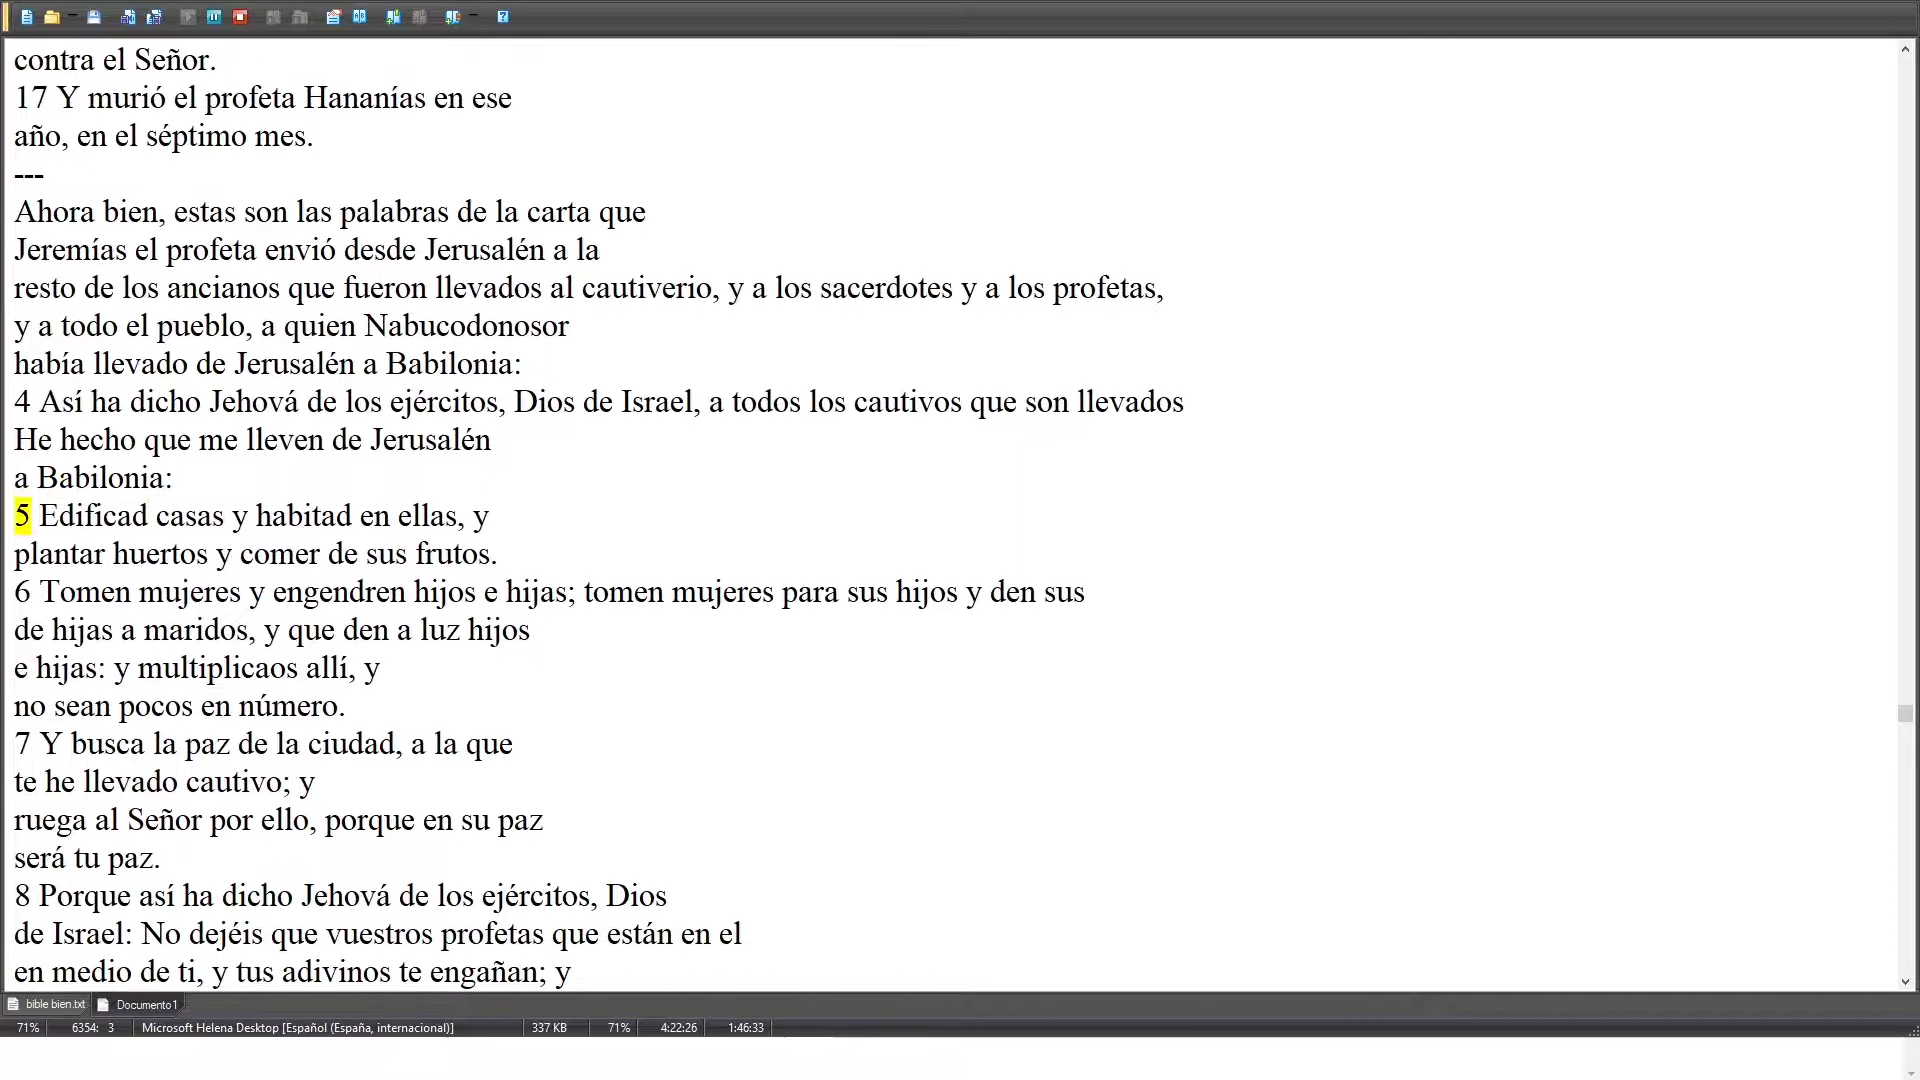 contra el Señor.
17 Y murió el profeta Hananías en ese
año, en el séptimo mes.
---
Ahora bien, estas son las palabras de la carta que
Jeremías el profeta envió desde Jerusalén a la
resto de los ancianos que fueron llevados al cautiverio, y a los sacerdotes y a los profetas,
y a todo el pueblo, a quien Nabucodonosor
había llevado de Jerusalén a Babilonia:
4 Así ha dicho Jehová de los ejércitos, Dios de Israel, a todos los cautivos que son llevados
He hecho que me lleven de Jerusalén
a Babilonia:
5 Edificad casas y habitad en ellas, y
plantar huertos y comer de sus frutos.
6 Tomen mujeres y engendren hijos e hijas; tomen mujeres para sus hijos y den sus
de hijas a maridos, y que den a luz hijos
e hijas: y multiplicaos allí, y
no sean pocos en número.
7 Y busca la paz de la ciudad, a la que
te he llevado cautivo; y
ruega al Señor por ello, porque en su paz
será tu paz.
8 Porque así ha dicho Jehová de los ejércitos, Dios
de Israel: No dejéis que vuestros profetas que están en el
en medio de ti, y tus adivinos te engañan; y
bible bien.txt Documento1
71% 6354: 3 Microsoft Helena Desktop [Español (España, internacional)] 337 KB 71% 4:22:26 1:46:33